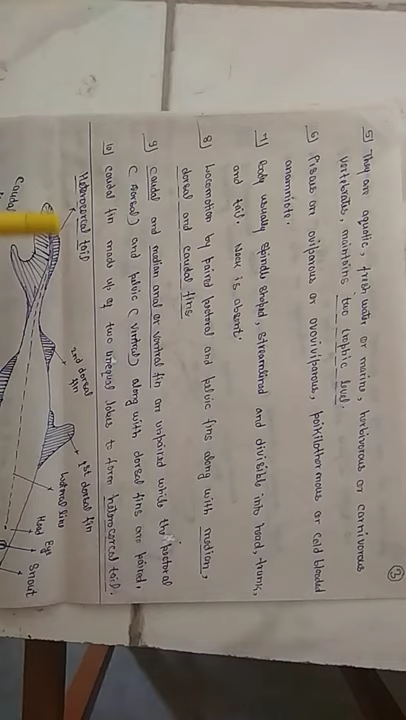 ③
5) They are aquatic, fresh water or marine, herbivorous or carnivorous
vertebrates, maintains two trophic level.
6) Pisces are oviparous or ovoviviparous, poikilothermous or cold blooded
anamniote.
7) Body usually spindle shaped, streamlined and divisible into head, trunk,
and tail. Neck is absent.
8) Locomotion by paired pectoral and pelvic fins along with median,
dorsal and caudal fins
9) Caudal and median anal or ventral fin are unpaired while the pectoral
( dorsal) and pelvic ( ventral) along with dorsal fins are paired,
10) caudal fin made up of two unequal lobes to form heterocercal tail.
Heterocercal tail
2nd dorsal
fin
1st dorsal fin
lateral line
Head
Eye
Snout
Caudal